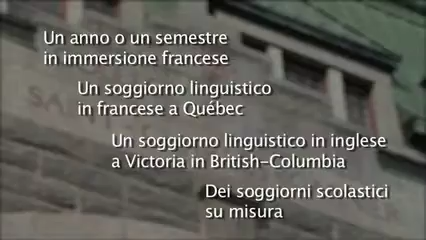 Un anno o un semestre
in immersione francese
Un soggiorno linguistico
in francese a Québec
Un soggiorno linguistico in inglese
a Victoria in British-Columbia
Dei soggiorni scolastici
su misura